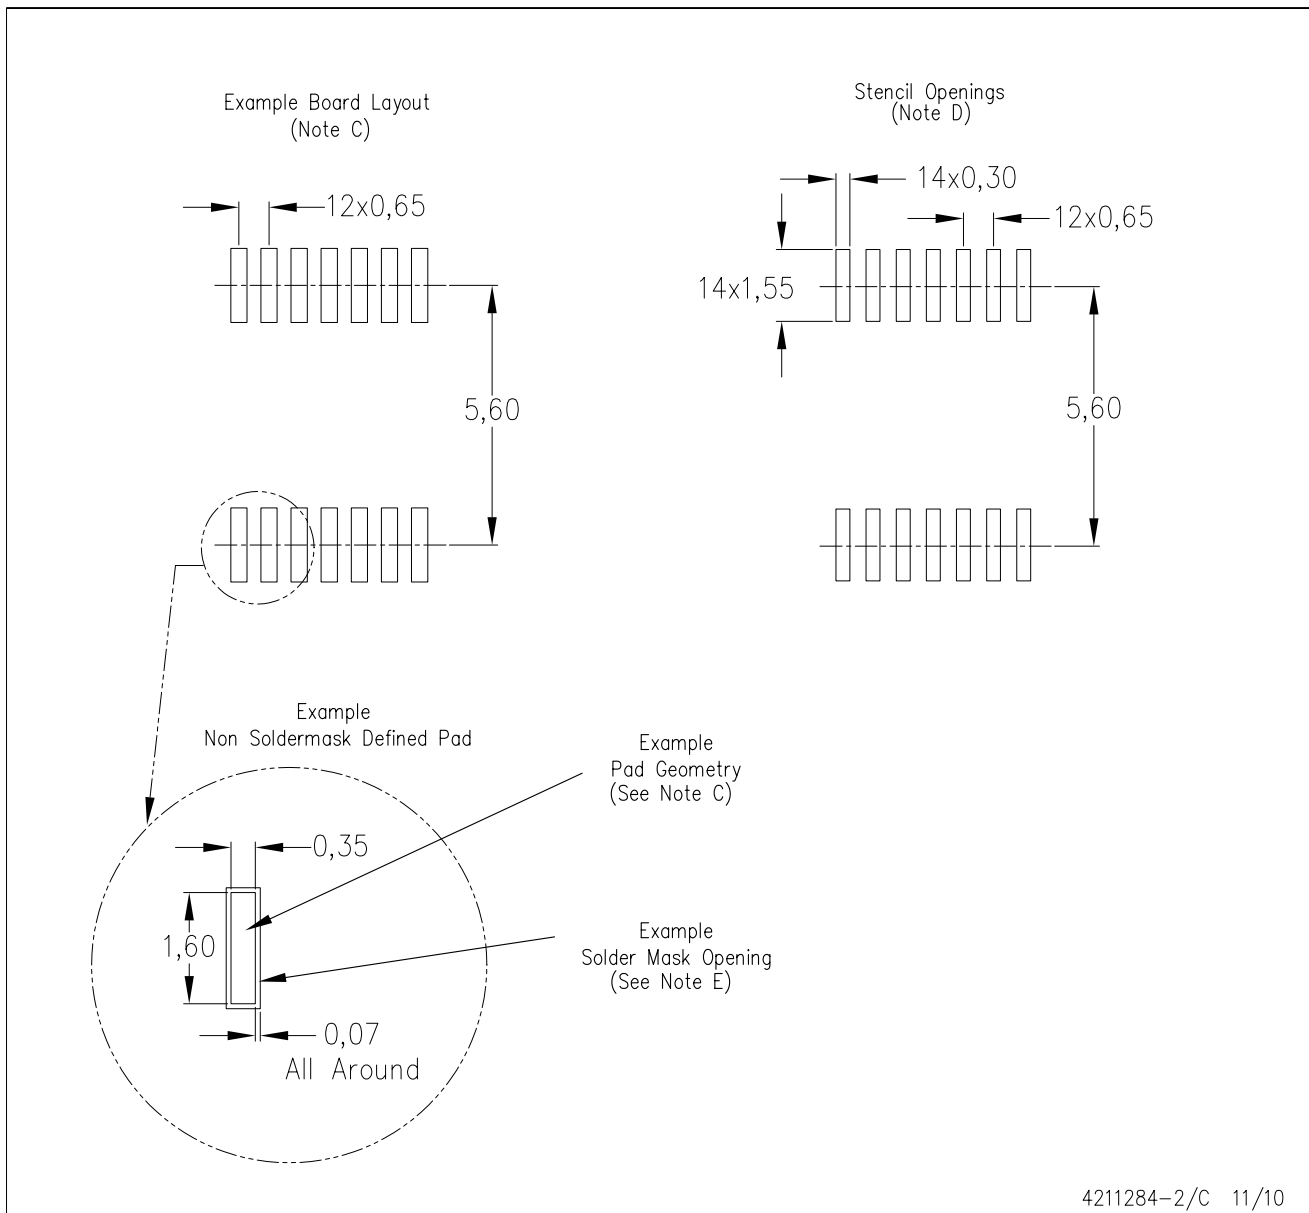 Example Board Layout
(Note C)
12x0,65
5,60
Stencil Openings
(Note D)
14x0,30
12x0,65
14x1,55
5,60
Example
Non Soldermask Defined Pad
0,35
1,60
0,07
All Around
Example
Pad Geometry
(See Note C)
Example
Solder Mask Opening
(See Note E)
4211284-2/C 11/10